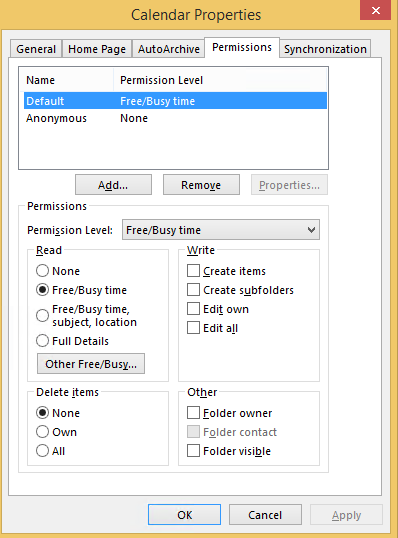 Calendar Properties
General Home Page AutoArchive Permissions Synchronization
Name Permission Level
Default Free/Busy time
Anonymous None
Add... Remove Properties...
Permissions
Permission Level: Free/Busy time
Read
None
Free/Busy time
Free/Busy time,
subject, location
Full Details
Other Free/Busy...
Write
Create items
Create subfolders
Edit own
Edit all
Delete items
None
Own
All
Other
Folder owner
Folder contact
Folder visible
OK Cancel Apply